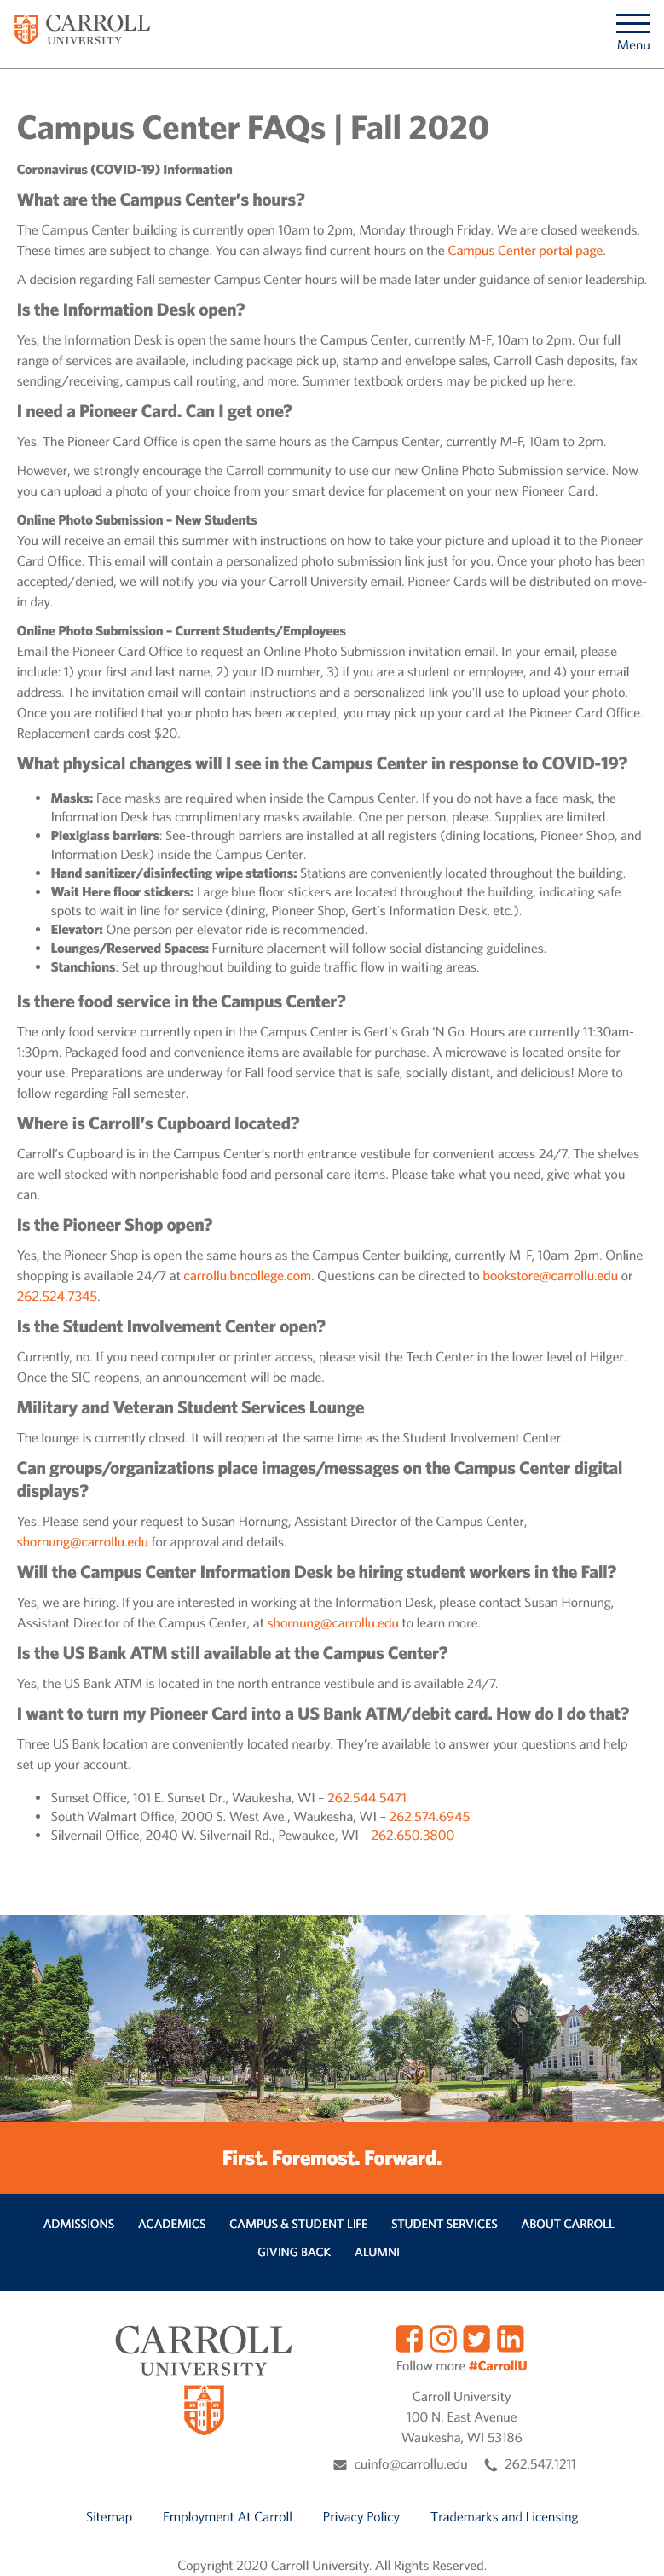 CARROLL
UNIVERSITY
Menu
Campus Center FAQs | Fall 2020
Coronavirus (COVID-19) Information
What are the Campus Center's hours?
The Campus Center building is currently open 10am to 2pm, Monday through Friday. We are closed weekends.
These times are subject to change. You can always find current hours on the Campus Center portal page.
A decision regarding Fall semester Campus Center hours will be made later under guidance of senior leadership.
Is the Information Desk open?
Yes, the Information Desk is open the same hours the Campus Center, currently M-F, 10am to 2pm. Our full
range of services are available, including package pick up, stamp and envelope sales, Carroll Cash deposits, fax
sending/receiving, campus call routing, and more. Summer textbook orders may be picked up here.
I need a Pioneer Card. Can I get one?
Yes. The Pioneer Card Office is open the same hours as the Campus Center, currently M-F, 10am to 2pm.
However, we strongly encourage the Carroll community to use our new Online Photo Submission service. Now
you can upload a photo of your choice from your smart device for placement on your new Pioneer Card.
Online Photo Submission – New Students
You will receive an email this summer with instructions on how to take your picture and upload it to the Pioneer
Card Office. This email will contain a personalized photo submission link just for you. Once your photo has been
accepted/denied, we will notify you via your Carroll University email. Pioneer Cards will be distributed on move-
in day.
Online Photo Submission – Current Students/Employees
Email the Pioneer Card Office to request an Online Photo Submission invitation email. In your email, please
include: 1) your first and last name, 2) your ID number, 3) if you are a student or employee, and 4) your email
address. The invitation email will contain instructions and a personalized link you'll use to upload your photo.
Once you are notified that your photo has been accepted, you may pick up your card at the Pioneer Card Office.
Replacement cards cost $20.
What physical changes will I see in the Campus Center in response to COVID-19?
• Masks: Face masks are required when inside the Campus Center. If you do not have a face mask, the
Information Desk has complimentary masks available. One per person, please. Supplies are limited.
• Plexiglass barriers: See-through barriers are installed at all registers (dining locations, Pioneer Shop, and
Information Desk) inside the Campus Center.
• Hand sanitizer/disinfecting wipe stations: Stations are conveniently located throughout the building.
• Wait Here floor stickers: Large blue floor stickers are located throughout the building, indicating safe
spots to wait in line for service (dining, Pioneer Shop, Gert's Information Desk, etc.).
• Elevator: One person per elevator ride is recommended.
• Lounges/Reserved Spaces: Furniture placement will follow social distancing guidelines.
• Stanchions: Set up throughout building to guide traffic flow in waiting areas.
Is there food service in the Campus Center?
The only food service currently open in the Campus Center is Gert's Grab 'N Go. Hours are currently 11:30am-
1:30pm. Packaged food and convenience items are available for purchase. A microwave is located onsite for
your use. Preparations are underway for Fall food service that is safe, socially distant, and delicious! More to
follow regarding Fall semester.
Where is Carroll's Cupboard located?
Carroll's Cupboard is in the Campus Center's north entrance vestibule for convenient access 24/7. The shelves
are well stocked with nonperishable food and personal care items. Please take what you need, give what you
can.
Is the Pioneer Shop open?
Yes, the Pioneer Shop is open the same hours as the Campus Center building, currently M-F, 10am-2pm. Online
shopping is available 24/7 at carrollu.bncollege.com. Questions can be directed to bookstore@carrollu.edu or
262.524.7345.
Is the Student Involvement Center open?
Currently, no. If you need computer or printer access, please visit the Tech Center in the lower level of Hilger.
Once the SIC reopens, an announcement will be made.
Military and Veteran Student Services Lounge
The lounge is currently closed. It will reopen at the same time as the Student Involvement Center.
Can groups/organizations place images/messages on the Campus Center digital
displays?
Yes. Please send your request to Susan Hornung, Assistant Director of the Campus Center,
shornung@carrollu.edu for approval and details.
Will the Campus Center Information Desk be hiring student workers in the Fall?
Yes, we are hiring. If you are interested in working at the Information Desk, please contact Susan Hornung,
Assistant Director of the Campus Center, at shornung@carrollu.edu to learn more.
Is the US Bank ATM still available at the Campus Center?
Yes, the US Bank ATM is located in the north entrance vestibule and is available 24/7.
I want to turn my Pioneer Card into a US Bank ATM/debit card. How do I do that?
Three US Bank location are conveniently located nearby. They're available to answer your questions and help
set up your account.
• Sunset Office, 101 E. Sunset Dr., Waukesha, WI – 262.544.5471
• South Walmart Office, 2000 S. West Ave., Waukesha, WI – 262.574.6945
• Silvernail Office, 2040 W. Silvernail Rd., Pewaukee, WI – 262.650.3800
First. Foremost. Forward.
ADMISSIONS ACADEMICS CAMPUS & STUDENT LIFE STUDENT SERVICES ABOUT CARROLL
GIVING BACK ALUMNI
CARROLL
UNIVERSITY
Follow more #CarrollU
Carroll University
100 N. East Avenue
Waukesha, WI 53186
cuinfo@carrollu.edu 262.547.1211
Sitemap Employment At Carroll Privacy Policy Trademarks and Licensing
Copyright 2020 Carroll University. All Rights Reserved.